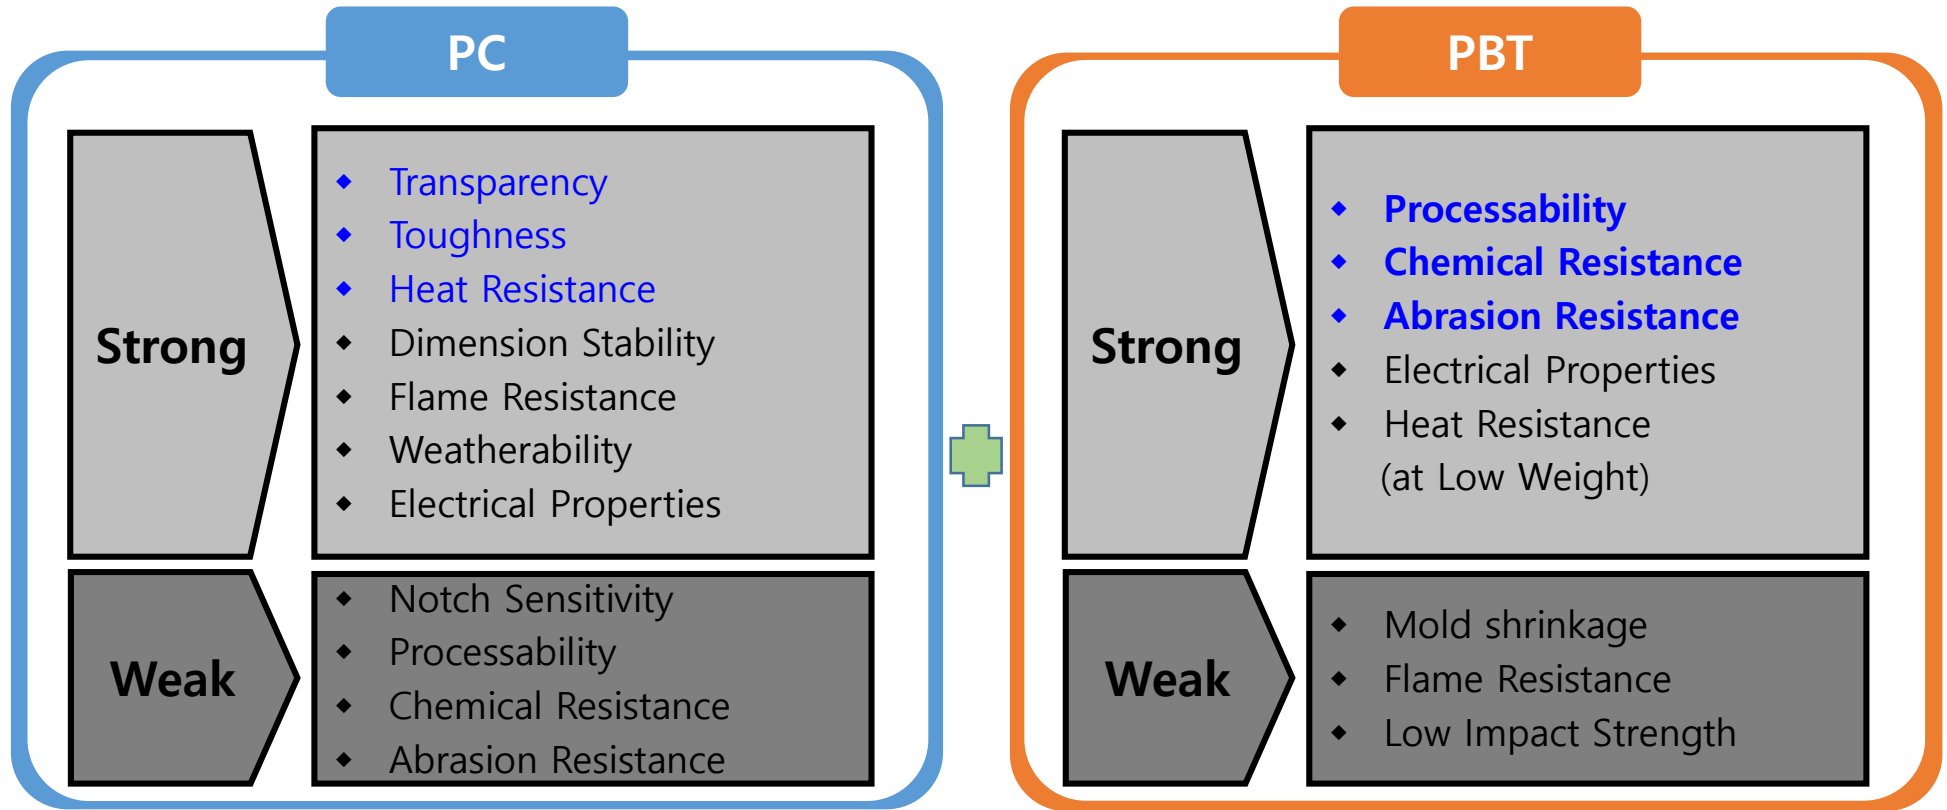 PC
Strong
Transparency
Toughness
Heat Resistance
Dimension Stability
Flame Resistance
Weatherability
Electrical Properties
Weak
Notch Sensitivity
Processability
Chemical Resistance
Abrasion Resistance
PBT
Strong
Processability
Chemical Resistance
Abrasion Resistance
Electrical Properties
Heat Resistance
(at Low Weight)
Weak
Mold shrinkage
Flame Resistance
Low Impact Strength